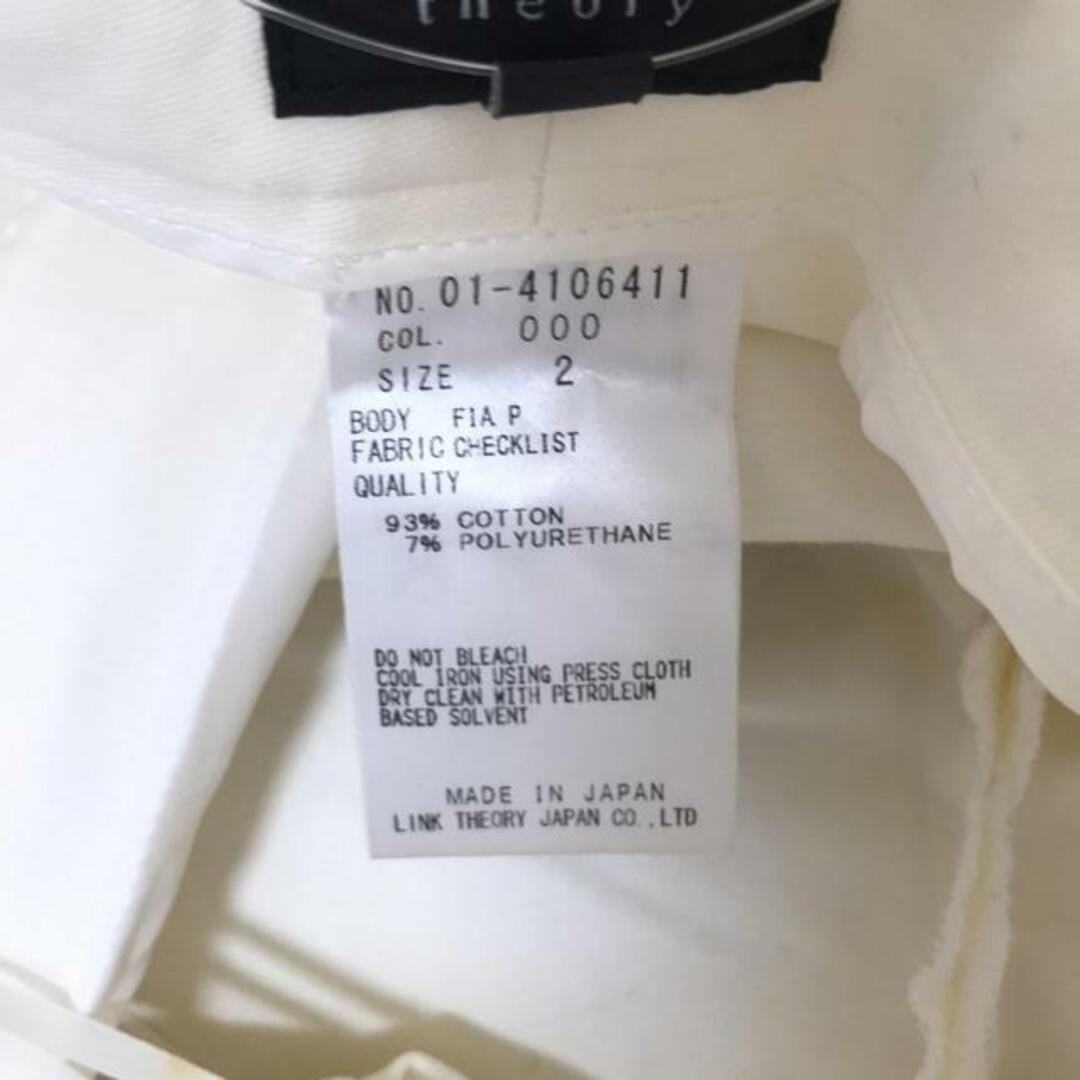 theory
NO. 01-4106411
COL. 000
SIZE 2
BODY FIA P
FABRIC CHECKLIST
QUALITY
93% COTTON
7% POLYURETHANE
DO NOT BLEACH
COOL IRON USING PRESS CLOTH
DRY CLEAN WITH PETROLEUM
BASED SOLVENT
MADE IN JAPAN
LINK THEORY JAPAN CO.,LTD